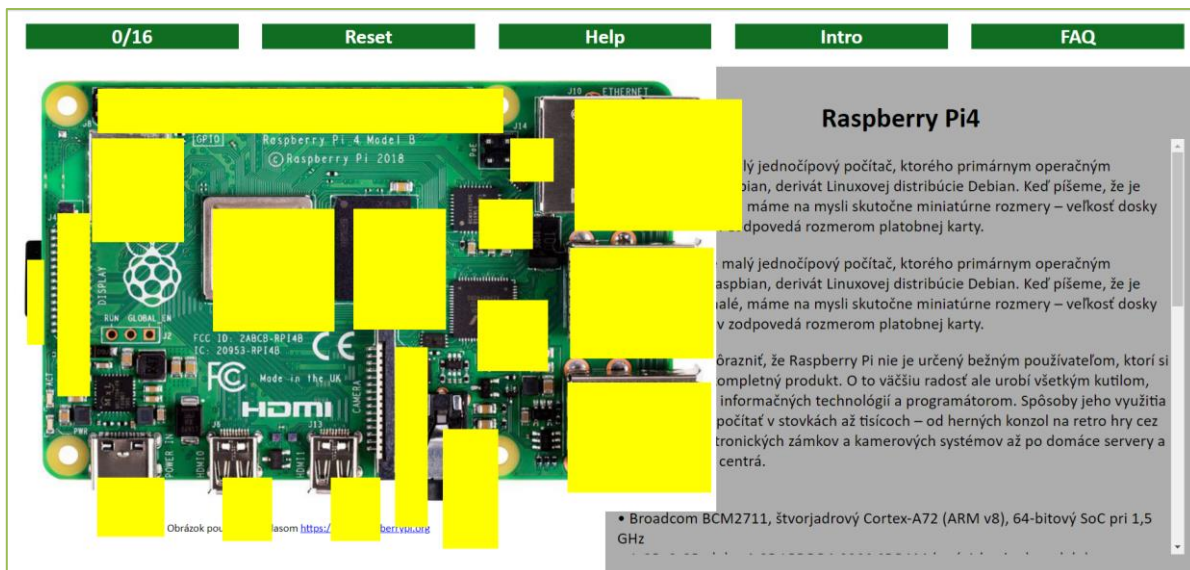 0/16
Reset
Help
Intro
FAQ
J8
GPIO
Raspberry Pi 4 Model B
© Raspberry Pi 2018
J14
J10
ETHERNET
DISPLAY
RUN GLOBAL_EN
J2
FCC ID: 2ABCB-RPI4B
IC: 20953-RPI4B
CE
FC
Made in the UK
HDMI
CAMERA
ACT
PWR
POWER IN
HDMI0
J13
HDMI1
Obrázok pou lasom https:// berrypi.org
Raspberry Pi4
lý jednočípový počítač, ktorého primárnym operačným
bian, derivát Linuxovej distribúcie Debian. Keď píšeme, že je
, máme na mysli skutočne miniatúrne rozmery – veľkosť dosky
zodpovedá rozmerom platobnej karty.
malý jednočípový počítač, ktorého primárnym operačným
aspbian, derivát Linuxovej distribúcie Debian. Keď píšeme, že je
alé, máme na mysli skutočne miniatúrne rozmery – veľkosť dosky
v zodpovedá rozmerom platobnej karty.
ôrazniť, že Raspberry Pi nie je určený bežným používateľom, ktorí si
ompletný produkt. O to väčšiu radosť ale urobí všetkým kutilom,
informačných technológií a programátorom. Spôsoby jeho využitia
počítať v stovkách až tisícoch – od herných konzol na retro hry cez
tronických zámkov a kamerových systémov až po domáce servery a
centrá.
• Broadcom BCM2711, štvorjadrový Cortex-A72 (ARM v8), 64-bitový SoC pri 1,5
GHz